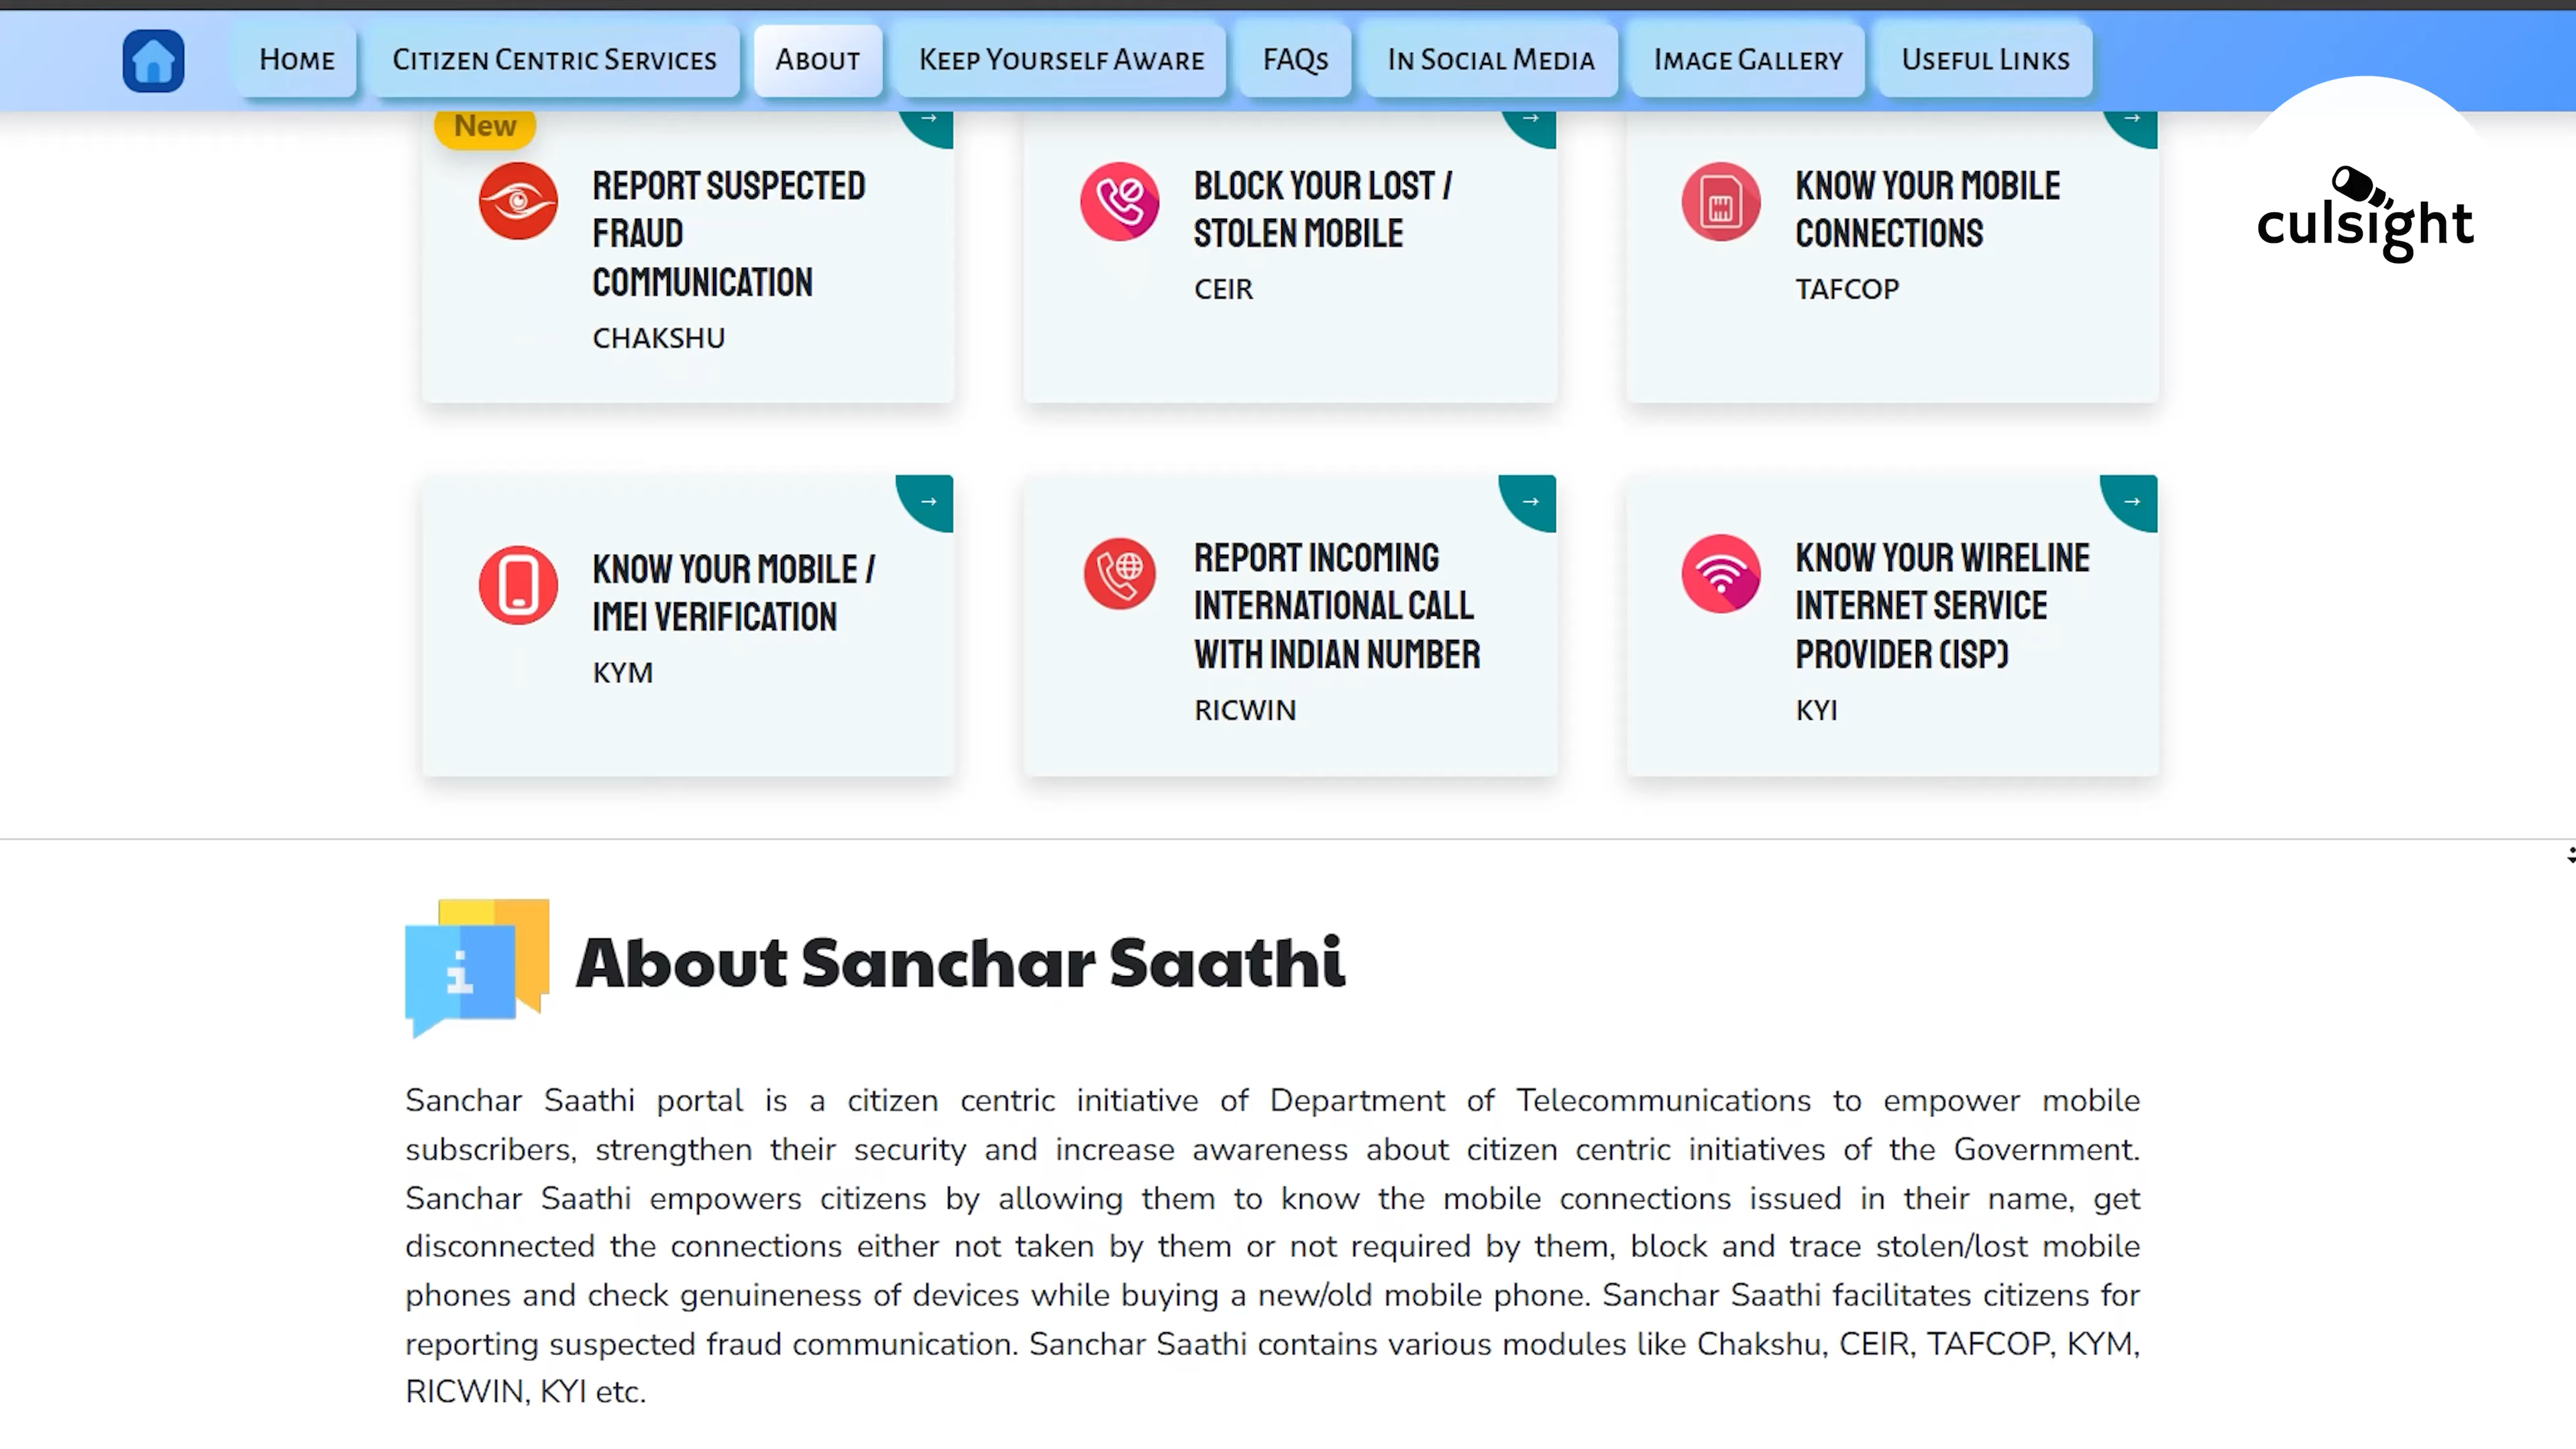 Home Citizen Centric Services About Keep Yourself Aware FAQs In Social Media Image Gallery Useful Links
culsight
New
REPORT SUSPECTED
FRAUD
COMMUNICATION
CHAKSHU
BLOCK YOUR LOST /
STOLEN MOBILE
CEIR
KNOW YOUR MOBILE
CONNECTIONS
TAFCOP
KNOW YOUR MOBILE /
IMEI VERIFICATION
KYM
REPORT INCOMING
INTERNATIONAL CALL
WITH INDIAN NUMBER
RICWIN
KNOW YOUR WIRELINE
INTERNET SERVICE
PROVIDER (ISP)
KYI
About Sanchar Saathi
Sanchar Saathi portal is a citizen centric initiative of Department of Telecommunications to empower mobile
subscribers, strengthen their security and increase awareness about citizen centric initiatives of the Government.
Sanchar Saathi empowers citizens by allowing them to know the mobile connections issued in their name, get
disconnected the connections either not taken by them or not required by them, block and trace stolen/lost mobile
phones and check genuineness of devices while buying a new/old mobile phone. Sanchar Saathi facilitates citizens for
reporting suspected fraud communication. Sanchar Saathi contains various modules like Chakshu, CEIR, TAFCOP, KYM,
RICWIN, KYI etc.